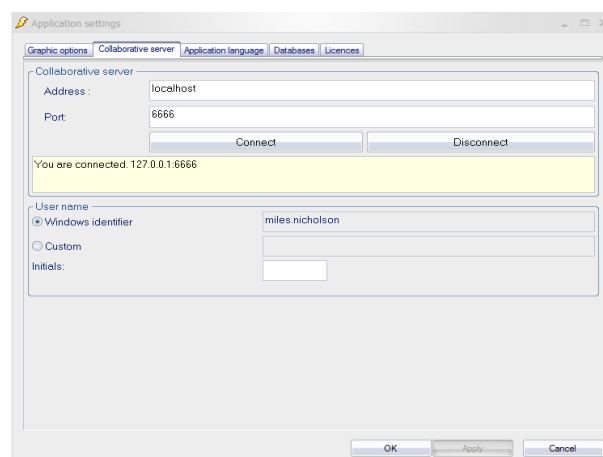 Application settings
Graphic options Collaborative server Application language Databases Licences
Collaborative server
Address : localhost
Port: 6666
Connect Disconnect
You are connected. 127.0.0.1:6666
User name
Windows identifier miles.nicholson
Custom
Initials:
OK Apply Cancel